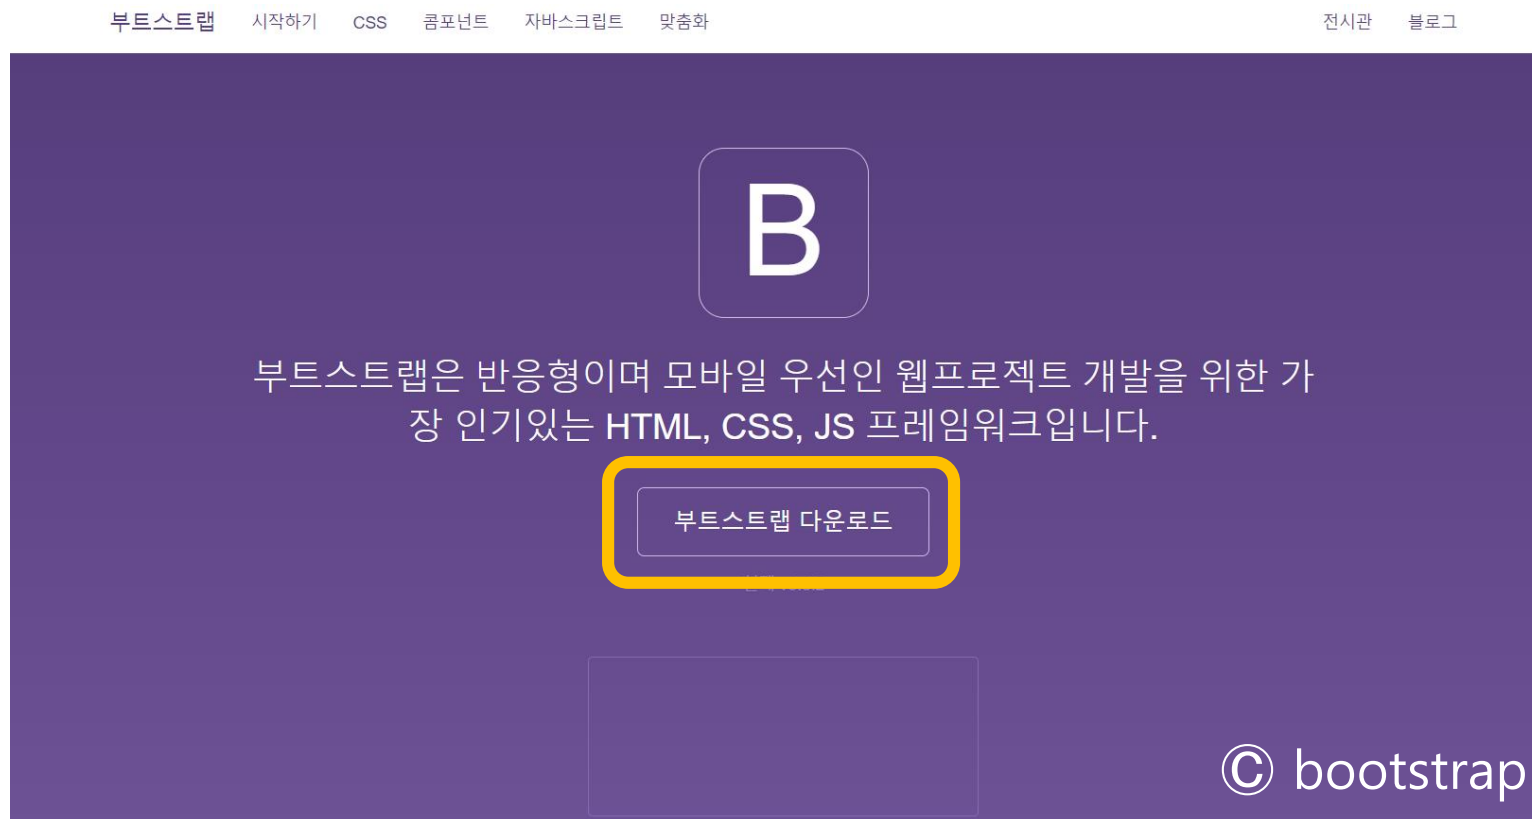 부트스트랩 시작하기 CSS 콤포넌트 자바스크립트 맞춤화 전시관 블로그
B
부트스트랩은 반응형이며 모바일 우선인 웹프로젝트 개발을 위한 가
장 인기있는 HTML, CSS, JS 프레임워크입니다.
부트스트랩 다운로드
Ⓒ bootstrap